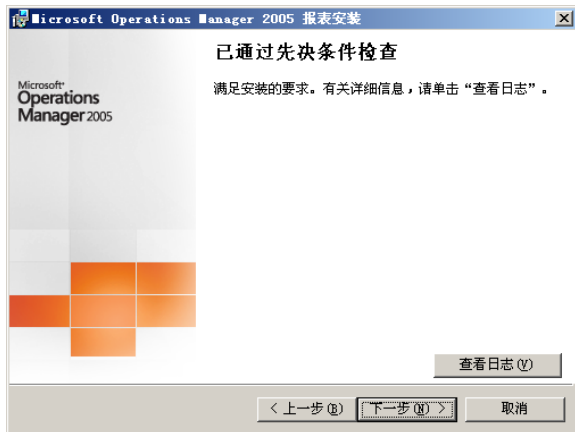 Microsoft Operations Manager 2005 报表安装
已通过先决条件检查
Microsoft
Operations
Manager 2005
满足安装的要求。有关详细信息，请单击“查看日志”。
查看日志(V)
< 上一步(B)
下一步(N) >
取消